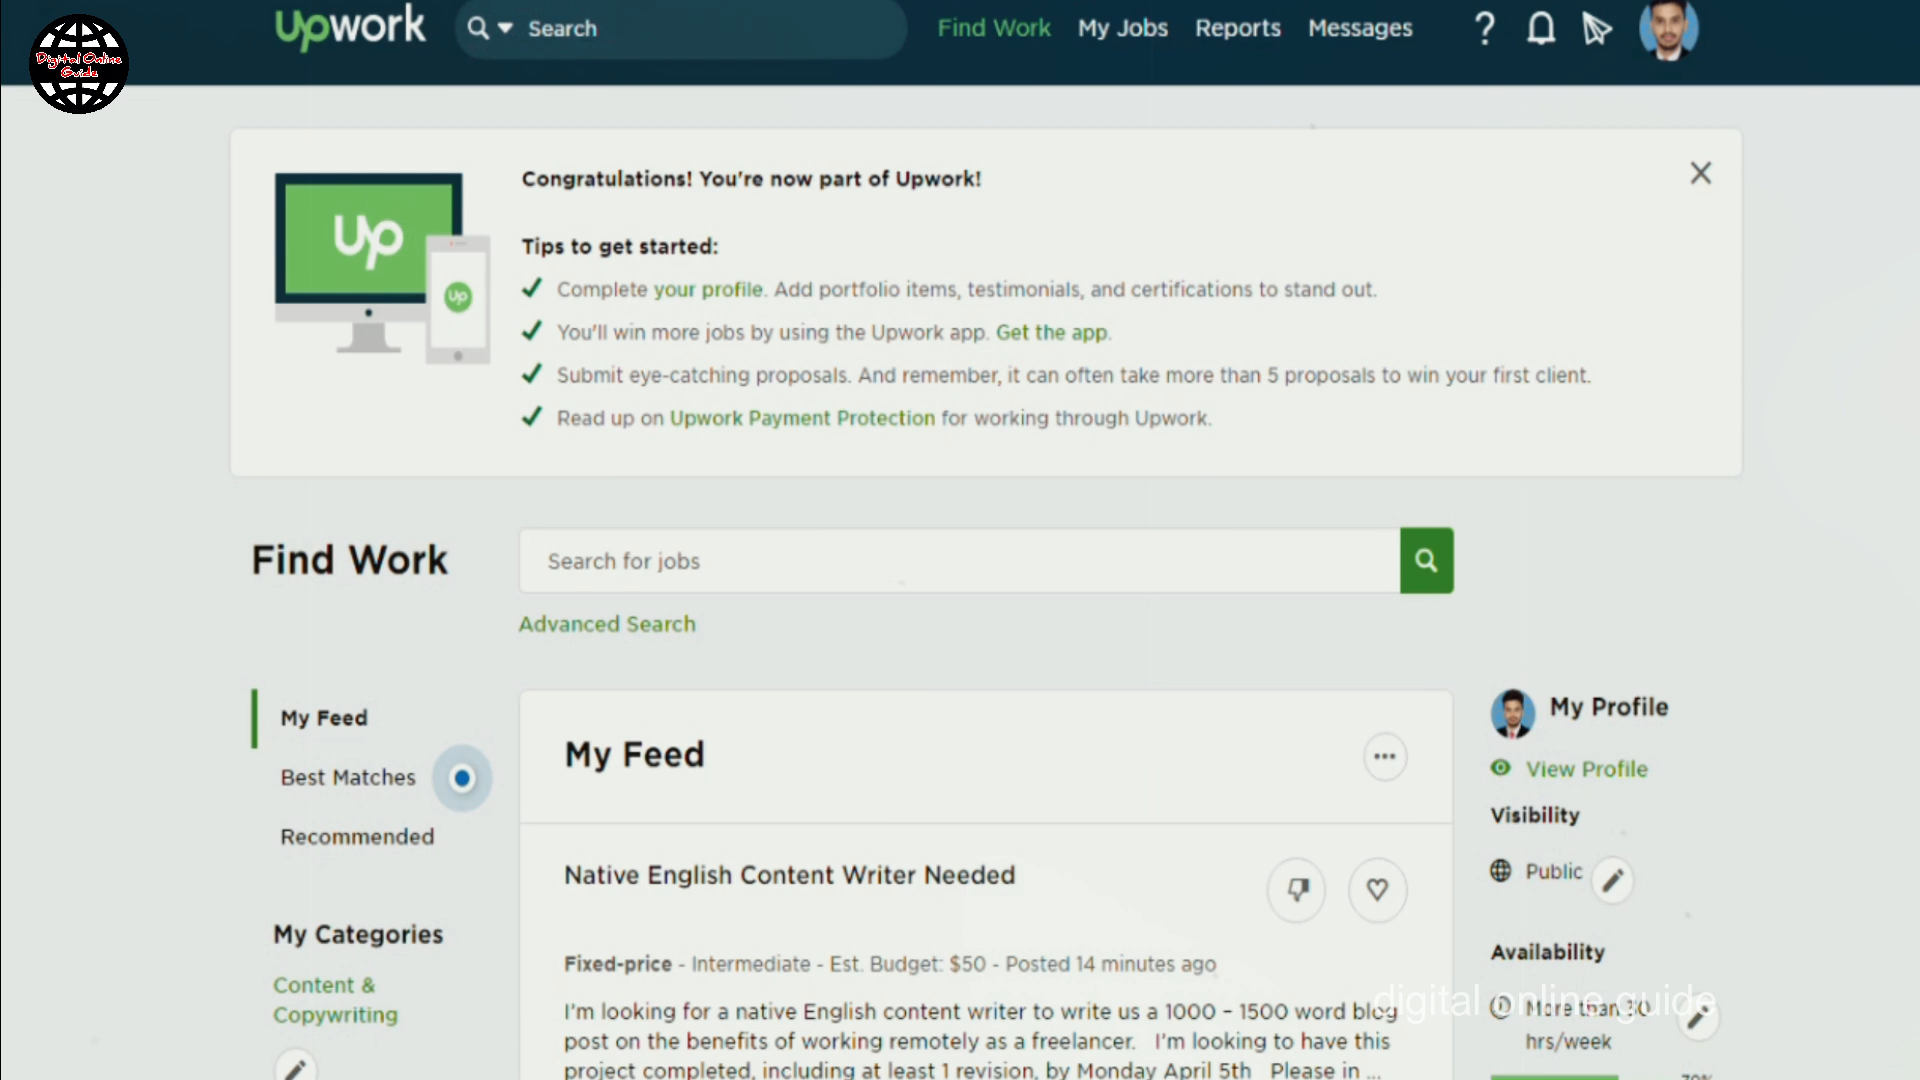 Digital Online
Guide
upwork
Search
Find Work
My Jobs
Reports
Messages
?
up
up
Congratulations! You're now part of Upwork!
Tips to get started:
Complete your profile. Add portfolio items, testimonials, and certifications to stand out.
You'll win more jobs by using the Upwork app. Get the app.
Submit eye-catching proposals. And remember, it can often take more than 5 proposals to win your first client.
Read up on Upwork Payment Protection for working through Upwork.
Find Work
Search for jobs
Advanced Search
My Feed
Best Matches
Recommended
My Categories
Content &
Copywriting
My Feed
Native English Content Writer Needed
Fixed-price - Intermediate - Est. Budget: $50 - Posted 14 minutes ago
I'm looking for a native English content writer to write us a 1000 – 1500 word blog
post on the benefits of working remotely as a freelancer. I'm looking to have this
project completed, including at least 1 revision, by Monday April 5th Please in ...
My Profile
View Profile
Visibility
Public
Availability
More than 30
hrs/week
digital online guide